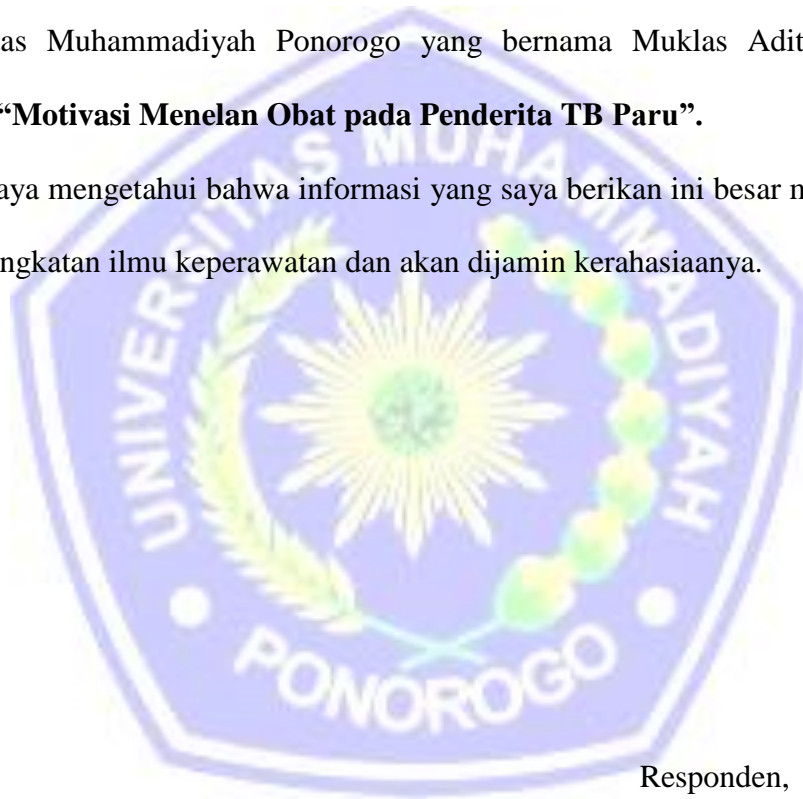 as Muhammadiyah Ponorogo yang bernama Muklas Adit
“Motivasi Menelan Obat pada Penderita TB Paru”.
aya mengetahui bahwa informasi yang saya berikan ini besar
ngkatan ilmu keperawatan dan akan dijamin kerahasiaanya.
UNIVERSITAS MUHAMMADIYAH
PONOROGO
Responden,